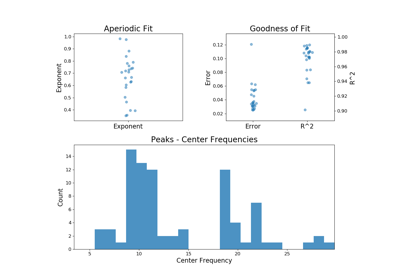 Aperiodic Fit
Exponent
1.0
0.9
0.8
0.7
0.6
0.5
0.4
Exponent
Goodness of Fit
Error
0.12
0.10
0.08
0.06
0.04
0.02
1.00
0.98
0.96
0.94
0.92
0.90
R^2
Error R^2
Peaks - Center Frequencies
Count
14
12
10
8
6
4
2
0
5 10 15 20 25
Center Frequency